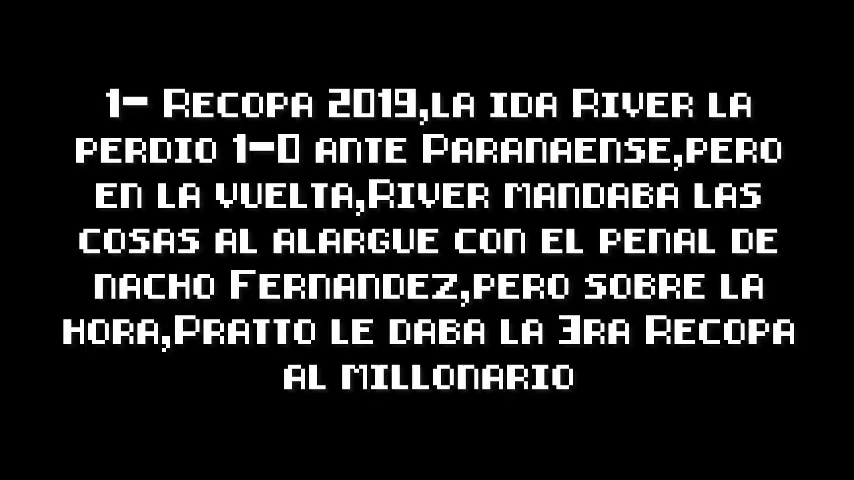 1- Recopa 2019,la ida River la
perdio 1-0 ante Paranaense,pero
en la vuelta,River mandaba las
cosas al alargue con el penal de
nacho Fernandez,pero sobre la
hora,Pratto le daba la 3ra Recopa
al millonario